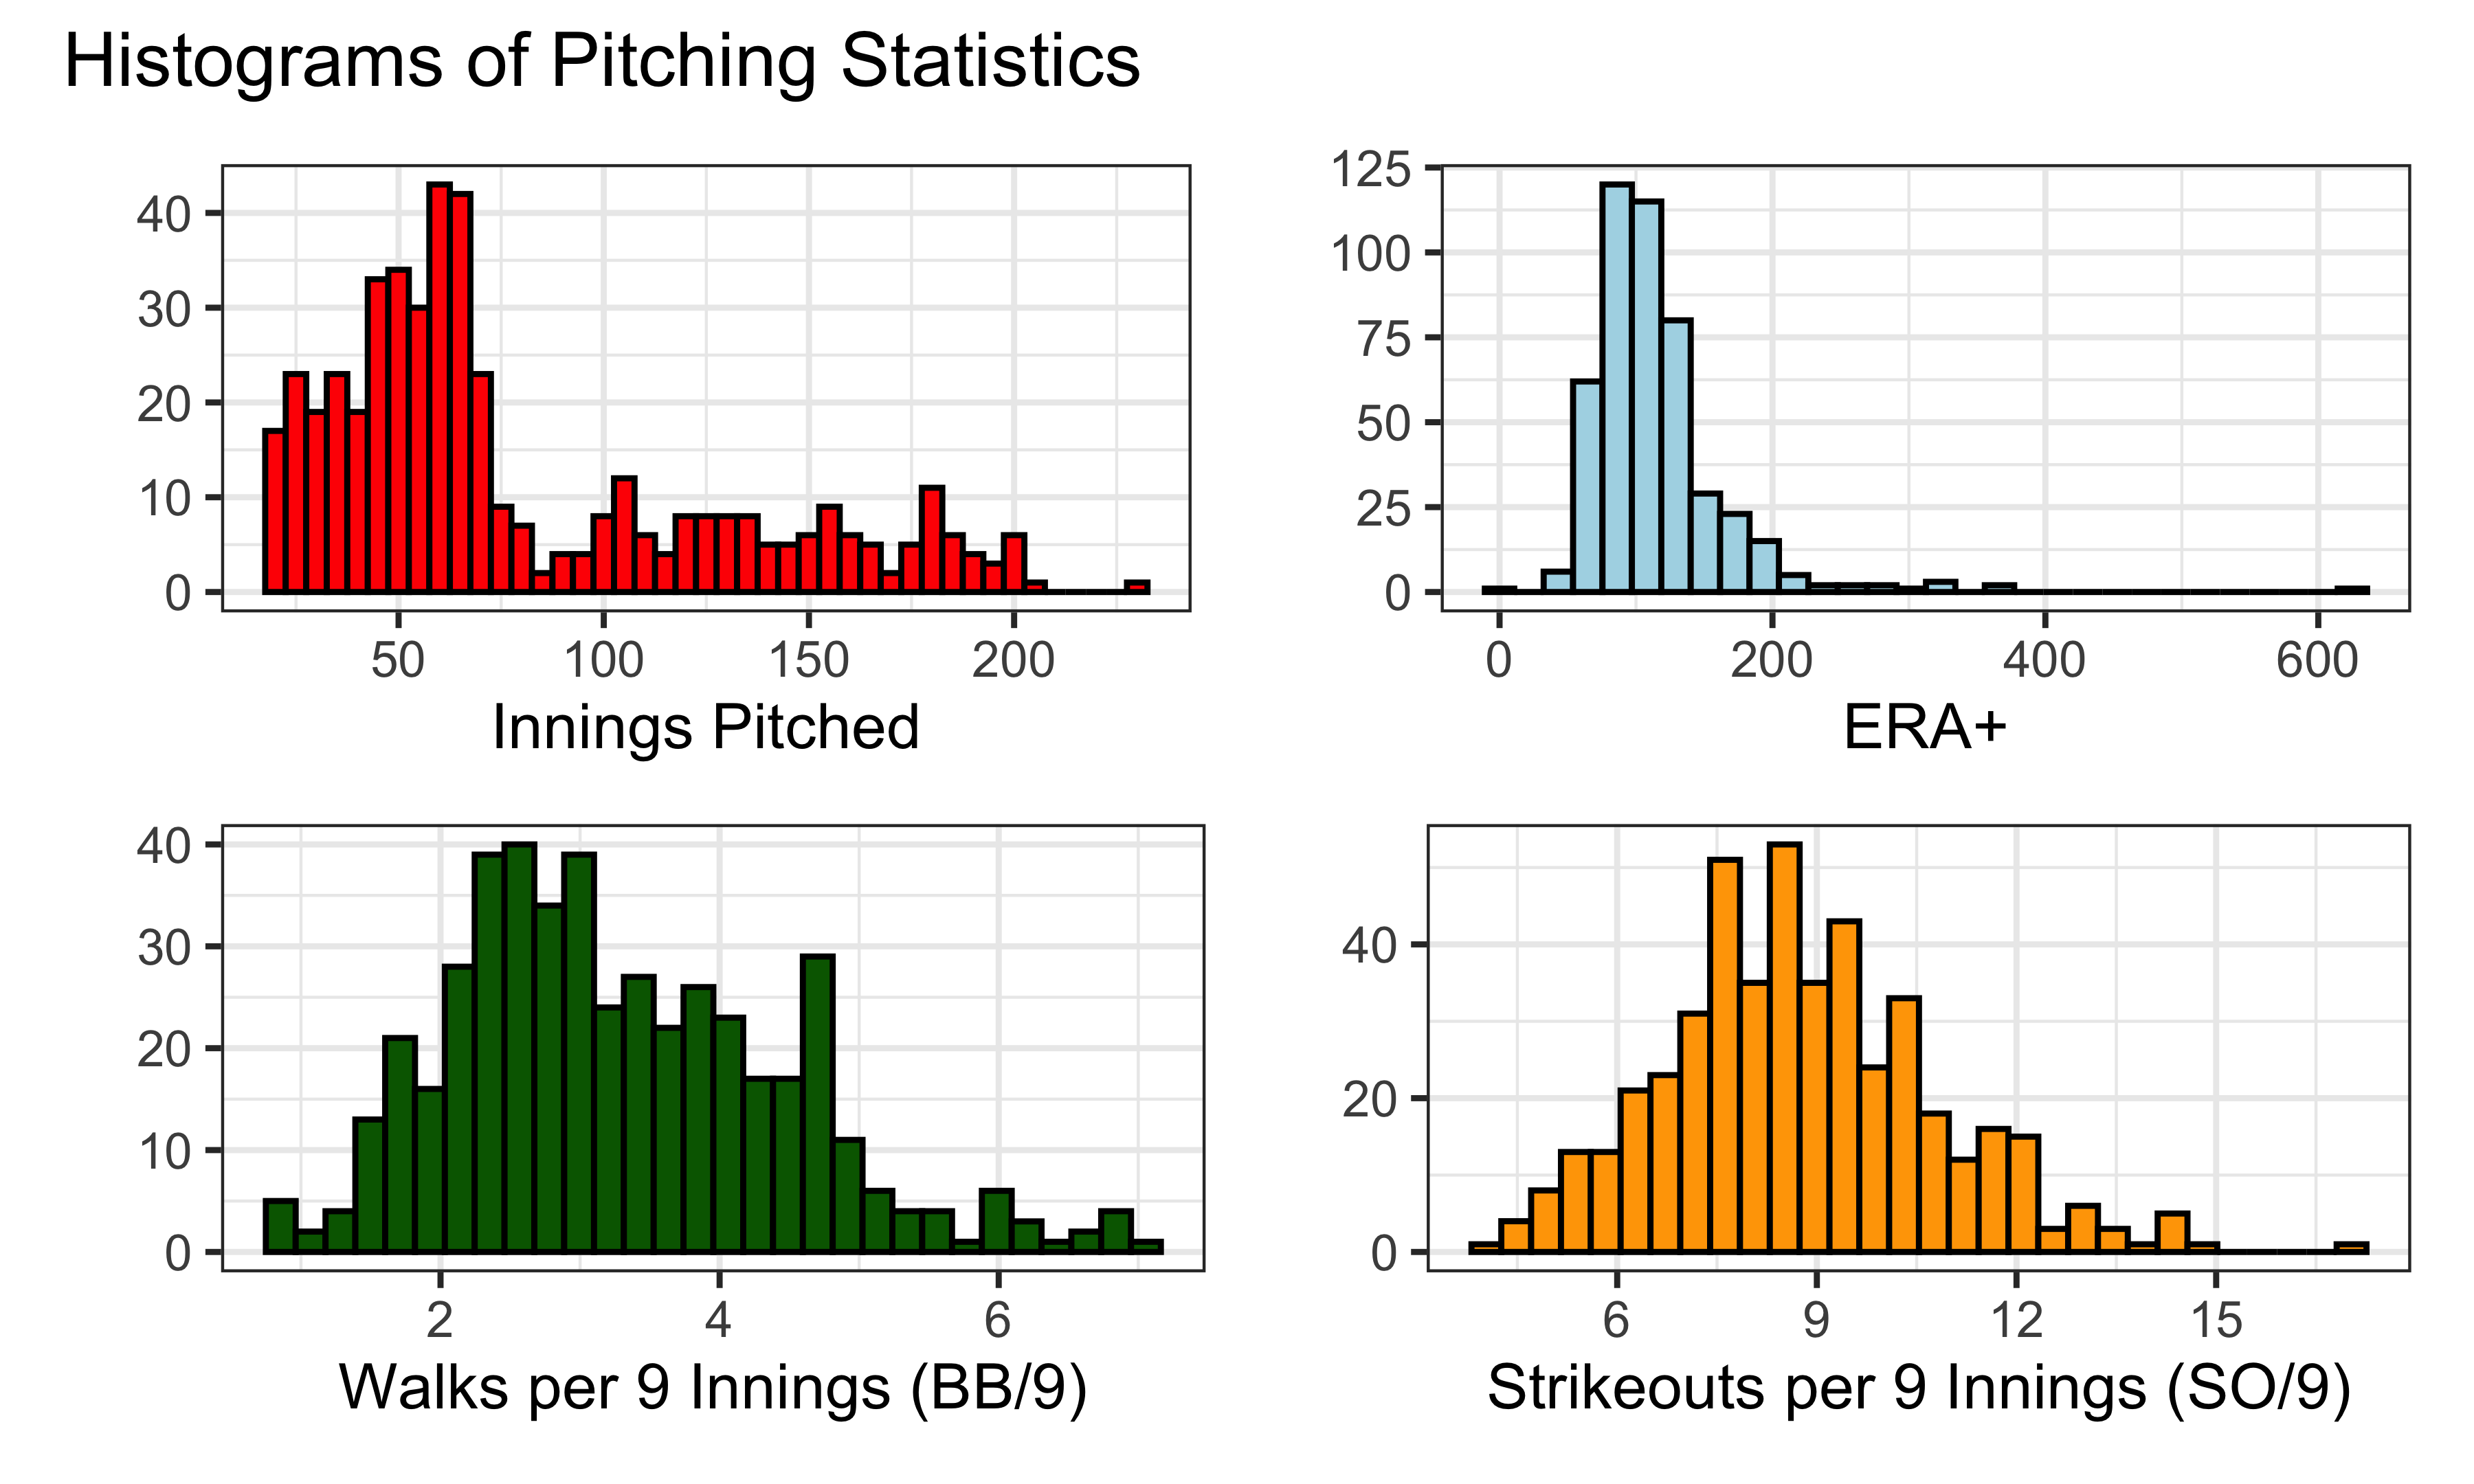 Histograms of Pitching Statistics
40
30
20
10
0
50 100 150 200
Innings Pitched
125
100
75
50
25
0
0 200 400 600
ERA+
40
30
20
10
0
2 4 6
Walks per 9 Innings (BB/9)
40
20
0
6 9 12 15
Strikeouts per 9 Innings (SO/9)